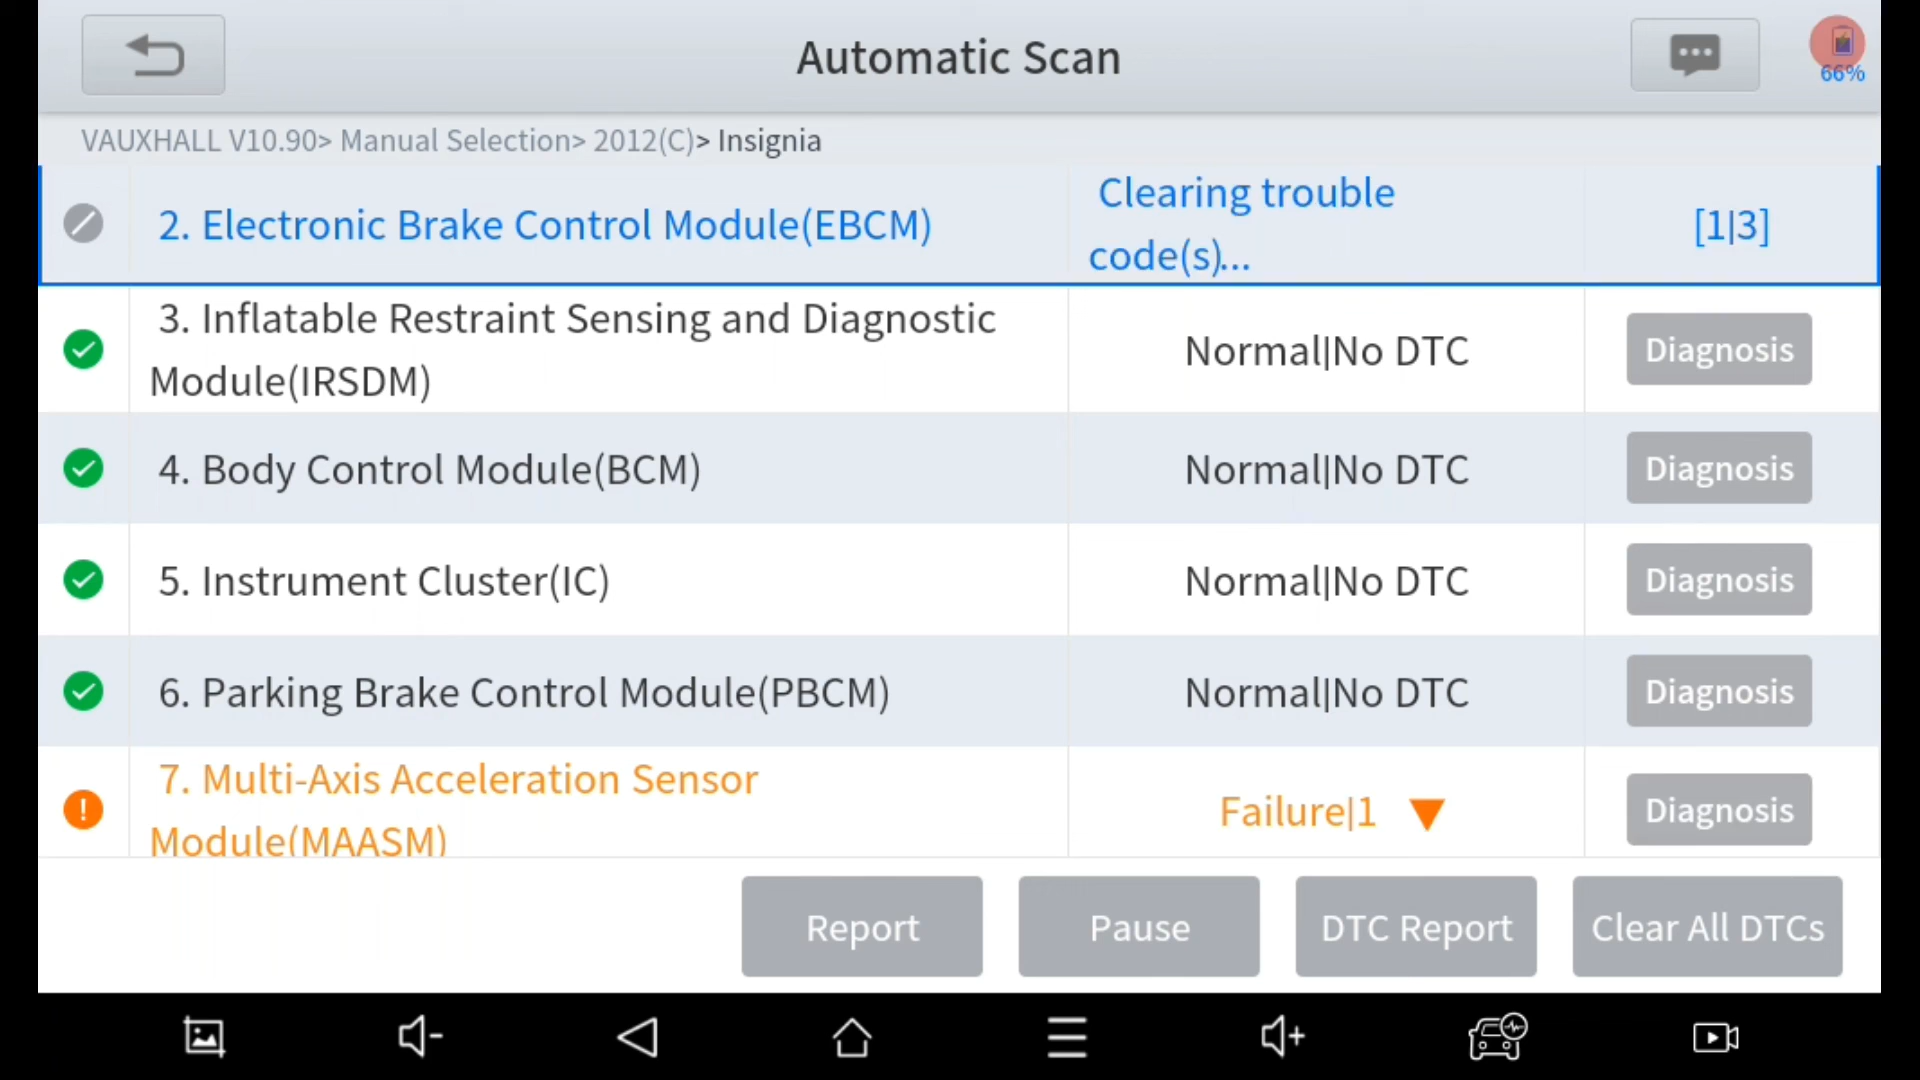 Automatic Scan
66%
VAUXHALL V10.90> Manual Selection> 2012(C)> Insignia
2. Electronic Brake Control Module(EBCM)
Clearing trouble
code(s)...
[1|3]
3. Inflatable Restraint Sensing and Diagnostic
Module(IRSDM)
Normal|No DTC
Diagnosis
4. Body Control Module(BCM)
Normal|No DTC
Diagnosis
5. Instrument Cluster(IC)
Normal|No DTC
Diagnosis
6. Parking Brake Control Module(PBCM)
Normal|No DTC
Diagnosis
7. Multi-Axis Acceleration Sensor
Module(MAASM)
Failure|1
Diagnosis
Report
Pause
DTC Report
Clear All DTCs